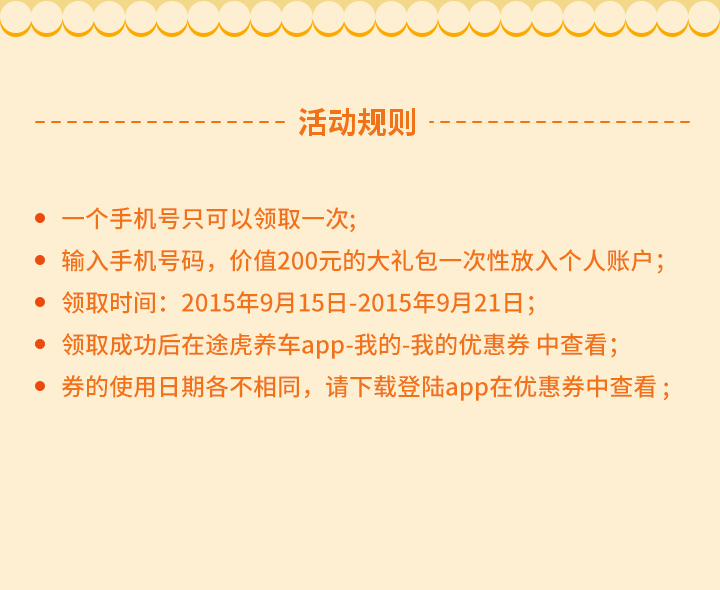 活动规则
一个手机号只可以领取一次;
输入手机号码，价值200元的大礼包一次性放入个人账户；
领取时间：2015年9月15日-2015年9月21日；
领取成功后在途虎养车app-我的-我的优惠券 中查看；
券的使用日期各不相同，请下载登陆app在优惠券中查看 ;